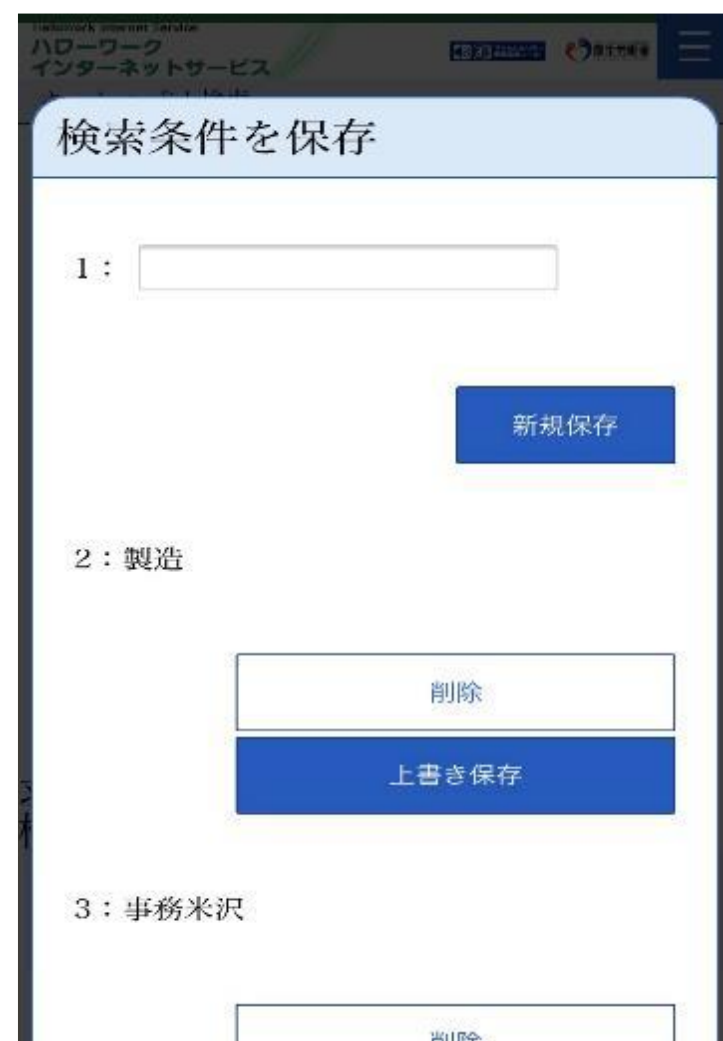 ハローワーク
インターネットサービス
検索条件を保存
1：
新規保存
2：製造
削除
上書き保存
3：事務米沢
削除